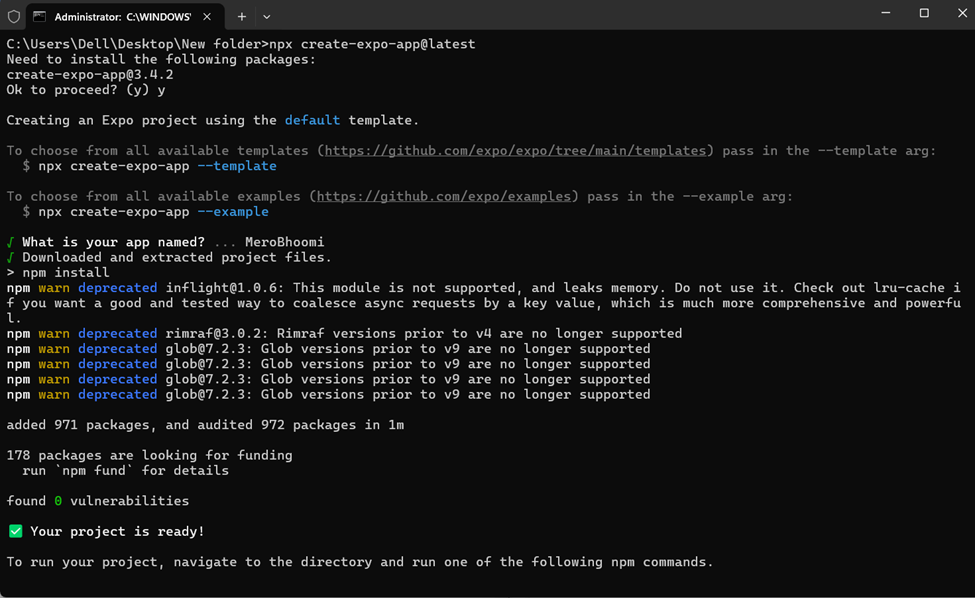 Administrator: C:\WINDOWS'
C:\Users\Dell\Desktop\New folder>npx create-expo-app@latest
Need to install the following packages:
create-expo-app@3.4.2
Ok to proceed? (y) y
Creating an Expo project using the default template.
To choose from all available templates (https://github.com/expo/expo/tree/main/templates) pass in the --template arg:
$ npx create-expo-app --template
To choose from all available examples (https://github.com/expo/examples) pass in the --example arg:
$ npx create-expo-app --example
√ What is your app named? ... MeroBhoomi
√ Downloaded and extracted project files.
> npm install
npm warn deprecated inflight@1.0.6: This module is not supported, and leaks memory. Do not use it. Check out lru-cache i
f you want a good and tested way to coalesce async requests by a key value, which is much more comprehensive and powerfu
l.
npm warn deprecated rimraf@3.0.2: Rimraf versions prior to v4 are no longer supported
npm warn deprecated glob@7.2.3: Glob versions prior to v9 are no longer supported
npm warn deprecated glob@7.2.3: Glob versions prior to v9 are no longer supported
npm warn deprecated glob@7.2.3: Glob versions prior to v9 are no longer supported
npm warn deprecated glob@7.2.3: Glob versions prior to v9 are no longer supported
added 971 packages, and audited 972 packages in 1m
178 packages are looking for funding
run `npm fund` for details
found 0 vulnerabilities
✅ Your project is ready!
To run your project, navigate to the directory and run one of the following npm commands.